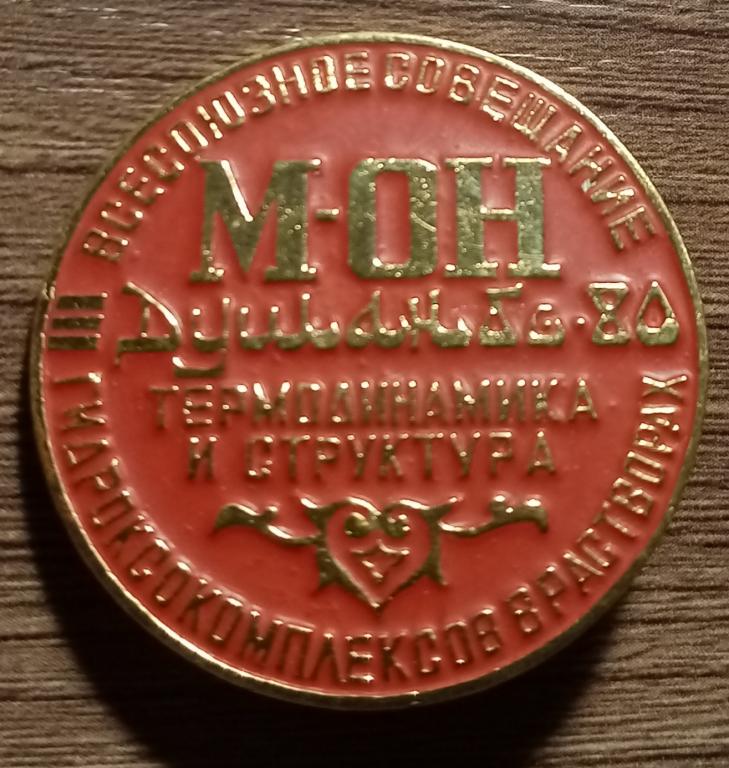 III ВСЕСОЮЗНОЕ СОВЕЩАНИЕ
М-ОН
Душанбе·80
ТЕРМОДИНАМИКА
И СТРУКТУРА
ГИДРОКСОКОМПЛЕКСОВ В РАСТВОРАХ